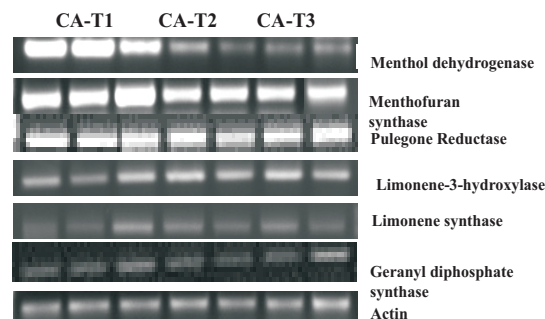 CA-T1 CA-T2 CA-T3
Menthol dehydrogenase
Menthofuran
synthase
Pulegone Reductase
Limonene-3-hydroxylase
Limonene synthase
Geranyl diphosphate
synthase
Actin